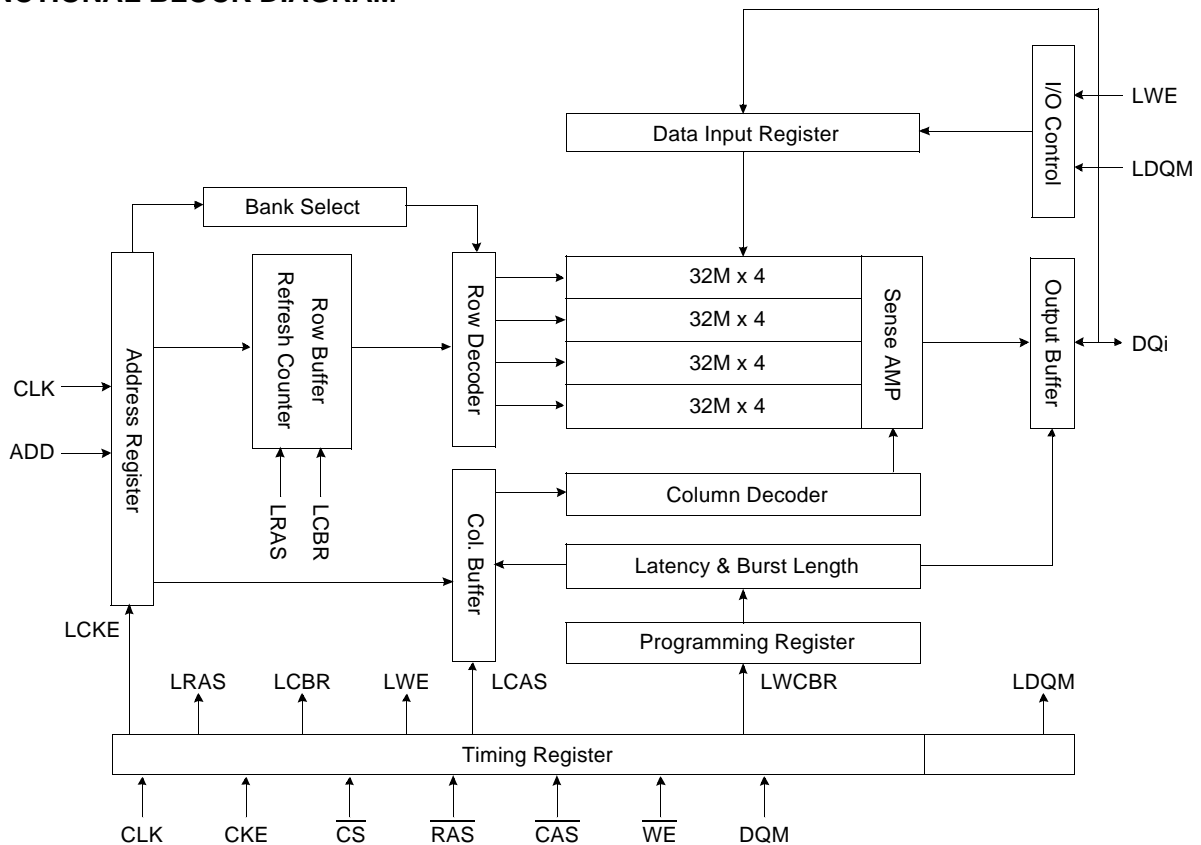 NCTIONAL BLOCK DIAGRAM
I/O Control
LWE
Data Input Register
LDQM
Bank Select
Address Register
Row Buffer
Refresh Counter
Row Decoder
32M x 4
32M x 4
32M x 4
32M x 4
Sense AMP
Output Buffer
DQi
CLK
ADD
LRAS
LCBR
Col. Buffer
Column Decoder
Latency & Burst Length
Programming Register
LCKE
LRAS
LCBR
LWE
LCAS
LWCBR
LDQM
Timing Register
CLK
CKE
CS
RAS
CAS
WE
DQM